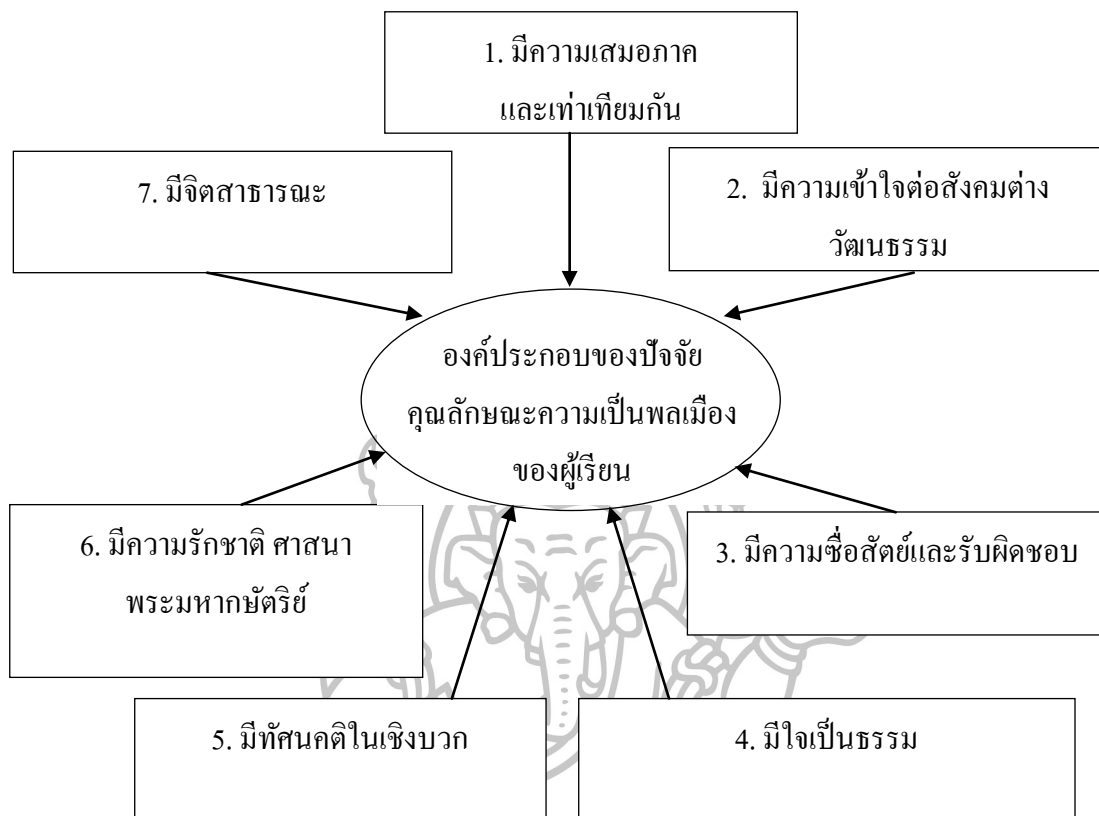 1. มีความเสมอภาค
และเท่าเทียมกัน
7. มีจิตสาธารณะ
2. มีความเข้าใจต่อสังคมต่าง
วัฒนธรรม
องค์ประกอบของปัจจัย
คุณลักษณะความเป็นพลเมือง
ของผู้เรียน
6. มีความรักชาติ ศาสนา
พระมหากษัตริย์
3. มีความซื่อสัตย์และรับผิดชอบ
5. มีทัศนคติในเชิงบวก
4. มีใจเป็นธรรม